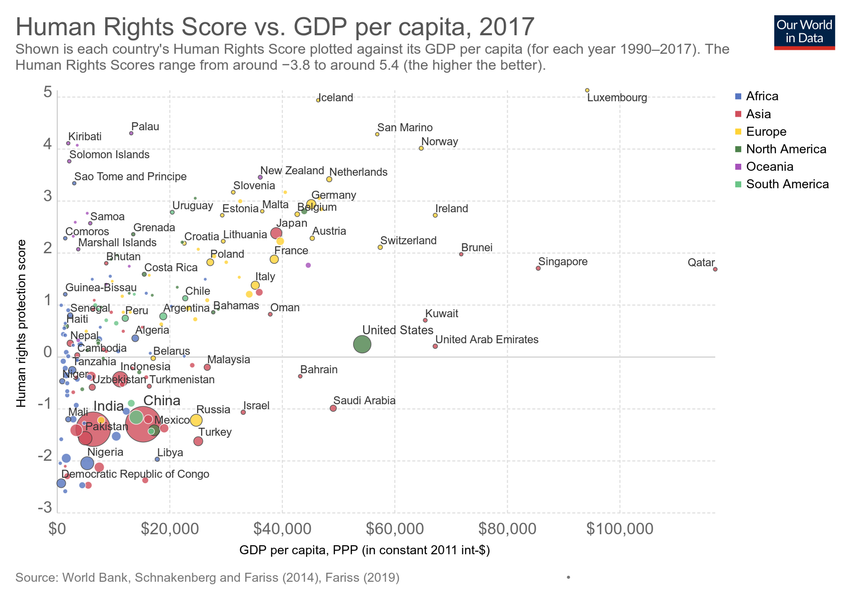 Human Rights Score vs. GDP per capita, 2017
Our World
in Data
Shown is each country's Human Rights Score plotted against its GDP per capita (for each year 1990–2017). The
Human Rights Scores range from around −3.8 to around 5.4 (the higher the better).
5
Iceland
Luxembourg
Africa
Kiribati
Palau
San Marino
Asia
4
Norway
Europe
Solomon Islands
North America
Sao Tome and Principe
New Zealand
Netherlands
Oceania
Slovenia
Germany
South America
3
Uruguay
Estonia
Malta
Belgium
Ireland
Samoa
Comoros
Grenada
Croatia
Lithuania
Japan
Austria
Marshall Islands
Switzerland
2
Bhutan
Poland
France
Brunei
Costa Rica
Singapore
Qatar
Guinea-Bissau
Chile
Italy
1
Senegal
Peru
Argentina
Bahamas
Oman
Haiti
Kuwait
Nepal
Algeria
United States
United Arab Emirates
0
Cambodia
Belarus
Tanzania
Indonesia
Malaysia
Bahrain
Niger
Uzbekistan
Turkmenistan
-1
Mali
India
China
Russia
Israel
Saudi Arabia
Pakistan
Mexico
Turkey
-2
Nigeria
Libya
Democratic Republic of Congo
-3
$0
$20,000
$40,000
$60,000
$80,000
$100,000
Human rights protection score
GDP per capita, PPP (in constant 2011 int-$)
Source: World Bank, Schnakenberg and Fariss (2014), Fariss (2019)